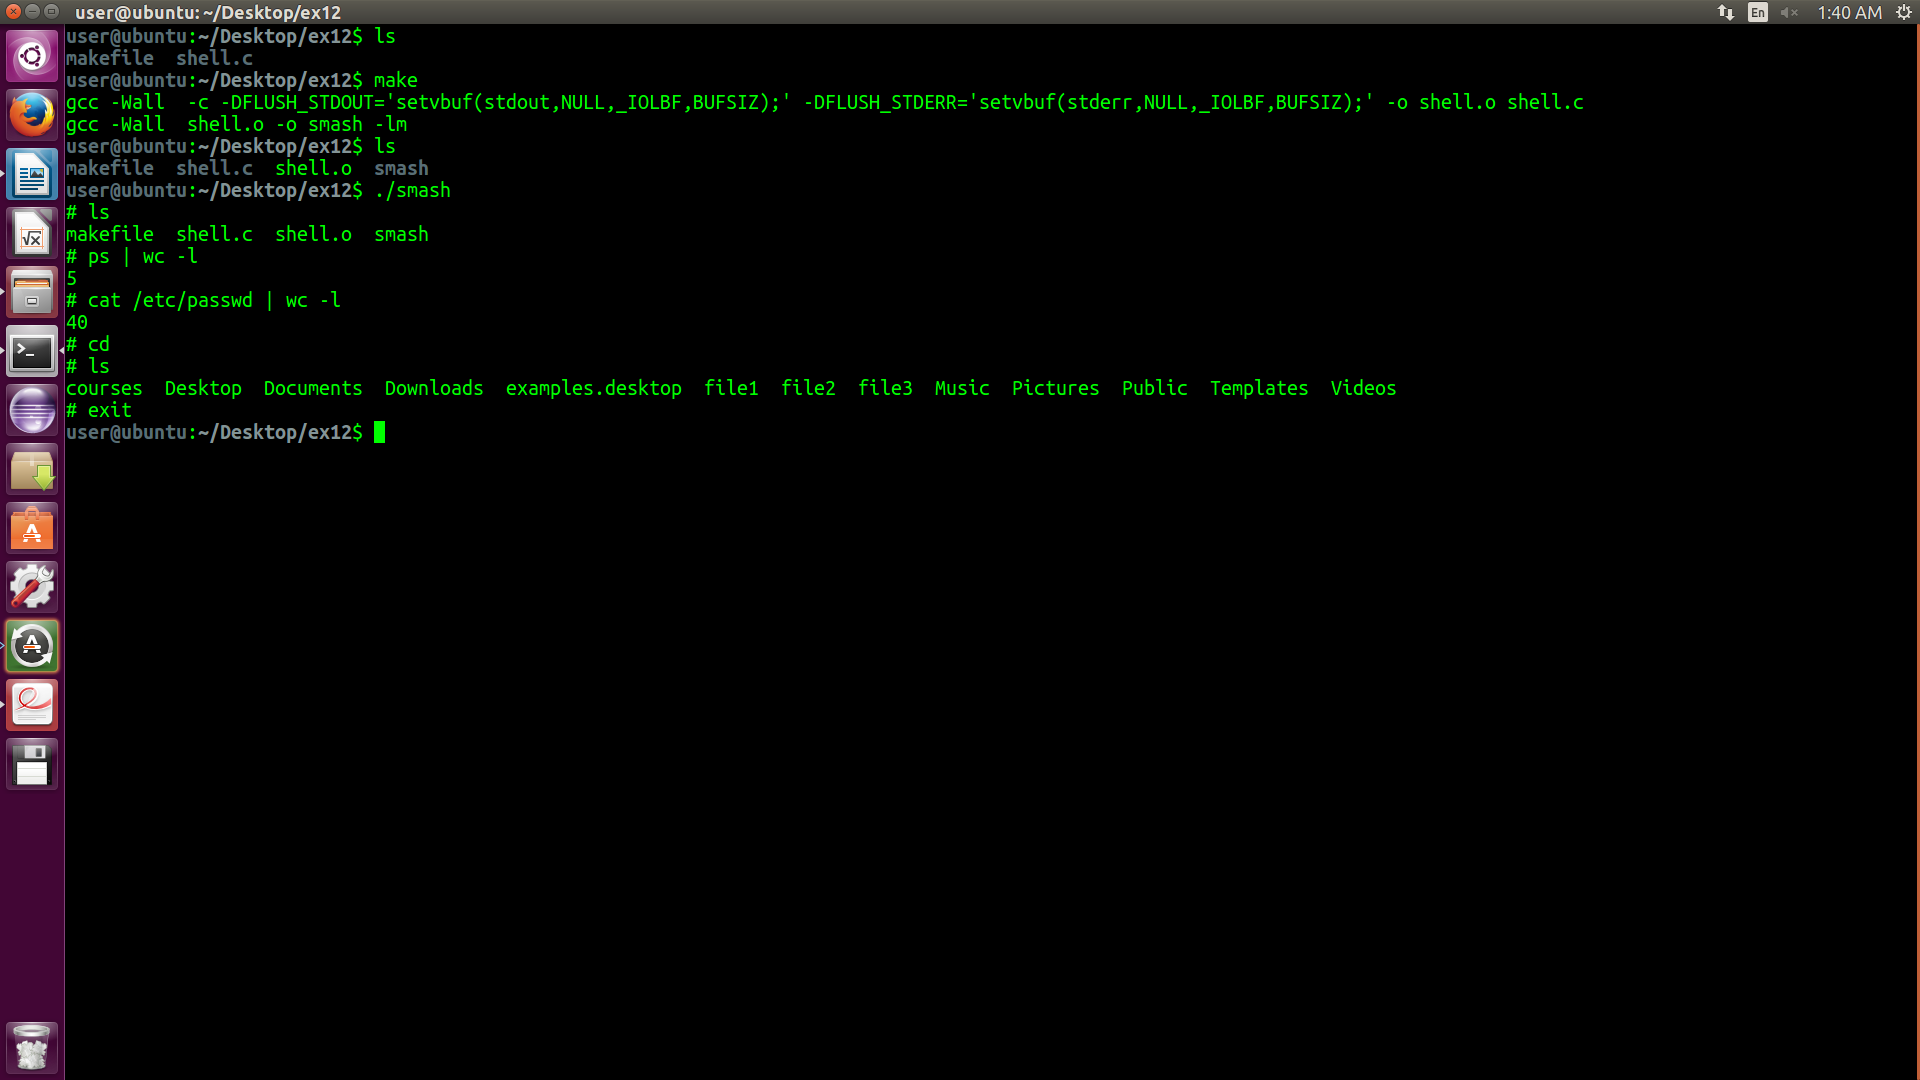 user@ubuntu: ~/Desktop/ex12
En
1:40 AM
user@ubuntu:~/Desktop/ex12$ ls
makefile  shell.c
user@ubuntu:~/Desktop/ex12$ make
gcc -Wall  -c -DFLUSH_STDOUT='setvbuf(stdout,NULL,_IOLBF,BUFSIZ);' -DFLUSH_STDERR='setvbuf(stderr,NULL,_IOLBF,BUFSIZ);' -o shell.o shell.c
gcc -Wall  shell.o -o smash -lm
user@ubuntu:~/Desktop/ex12$ ls
makefile  shell.c  shell.o  smash
user@ubuntu:~/Desktop/ex12$ ./smash
# ls
makefile  shell.c  shell.o  smash
# ps | wc -l
5
# cat /etc/passwd | wc -l
40
# cd
# ls
courses  Desktop  Documents  Downloads  examples.desktop  file1  file2  file3  Music  Pictures  Public  Templates  Videos
# exit
user@ubuntu:~/Desktop/ex12$